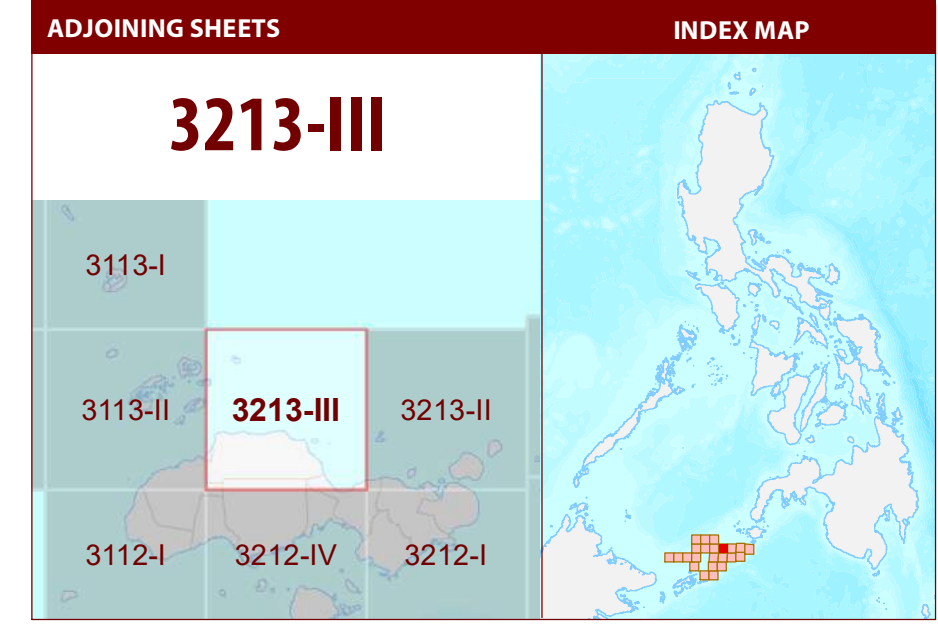 ADJOINING SHEETS
INDEX MAP
3213-III
3113-I
3113-II
3213-III
3213-II
3112-I
3212-IV
3212-I